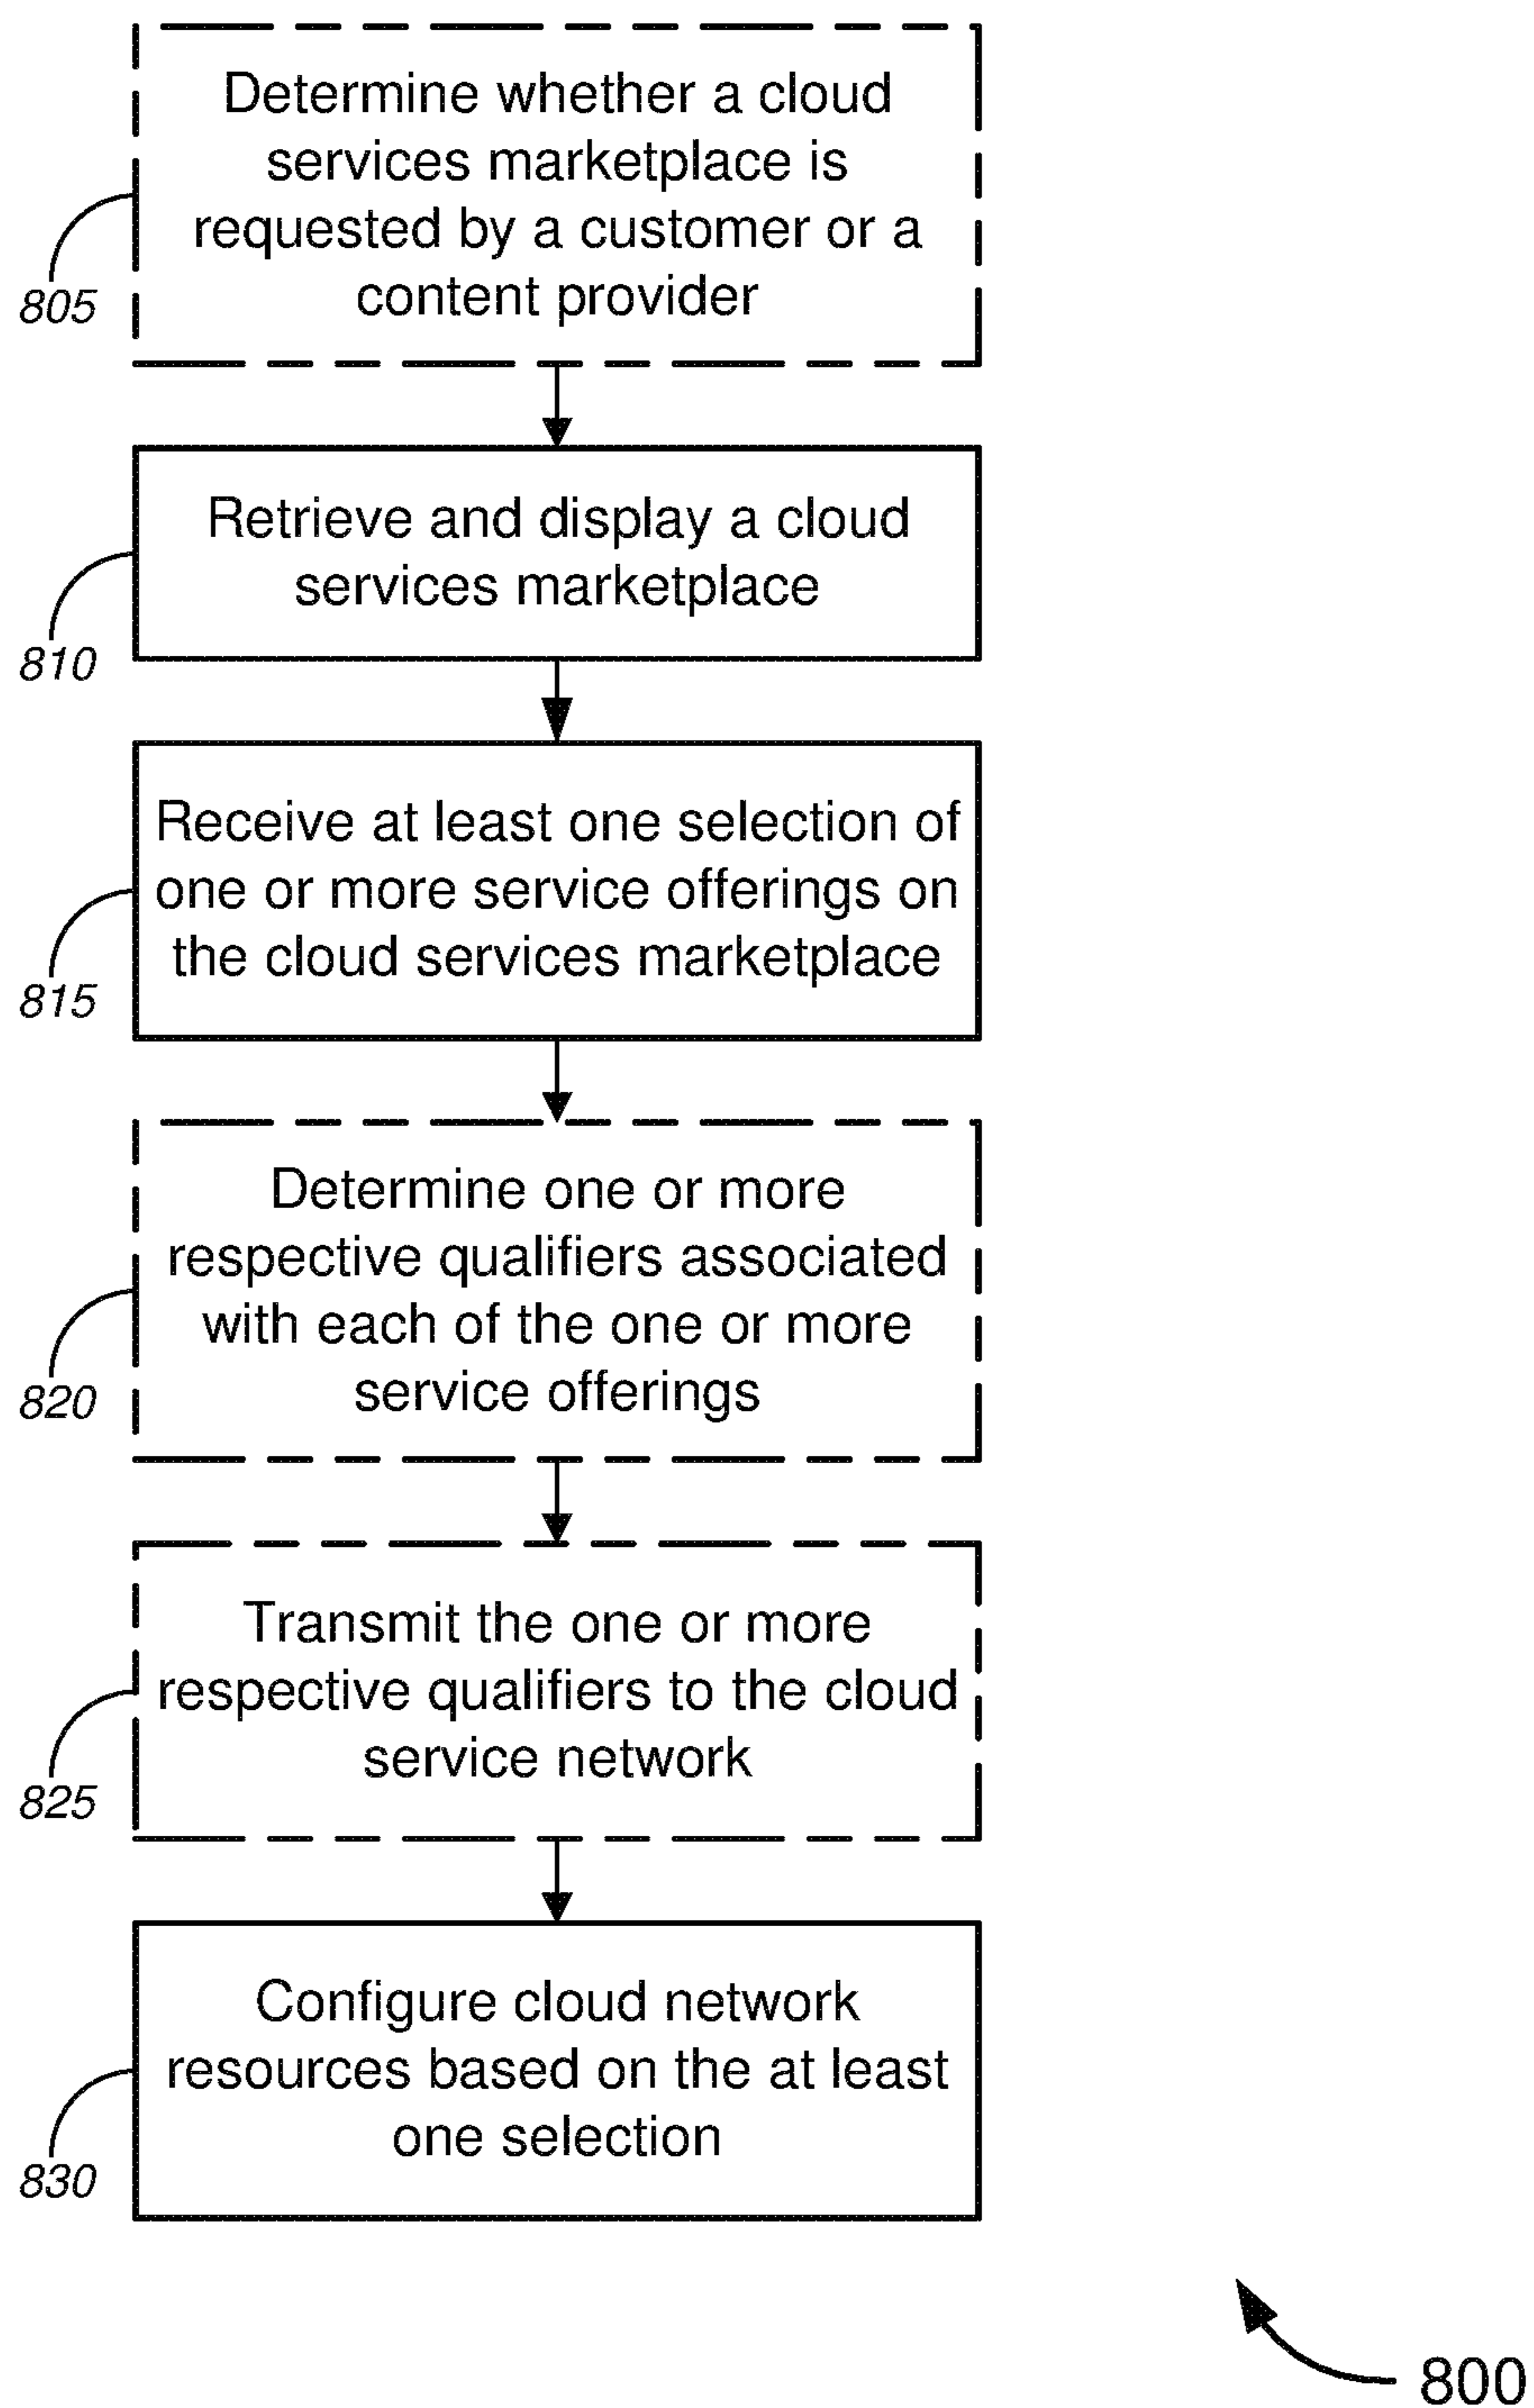 Determine whether a cloud
services marketplace is
requested by a customer or a
content provider
805
Retrieve and display a cloud
services marketplace
810
Receive at least one selection of
one or more service offerings on
the cloud services marketplace
815
Determine one or more
respective qualifiers associated
with each of the one or more
service offerings
820
Transmit the one or more
respective qualifiers to the cloud
service network
825
Configure cloud network
resources based on the at least
one selection
830
800